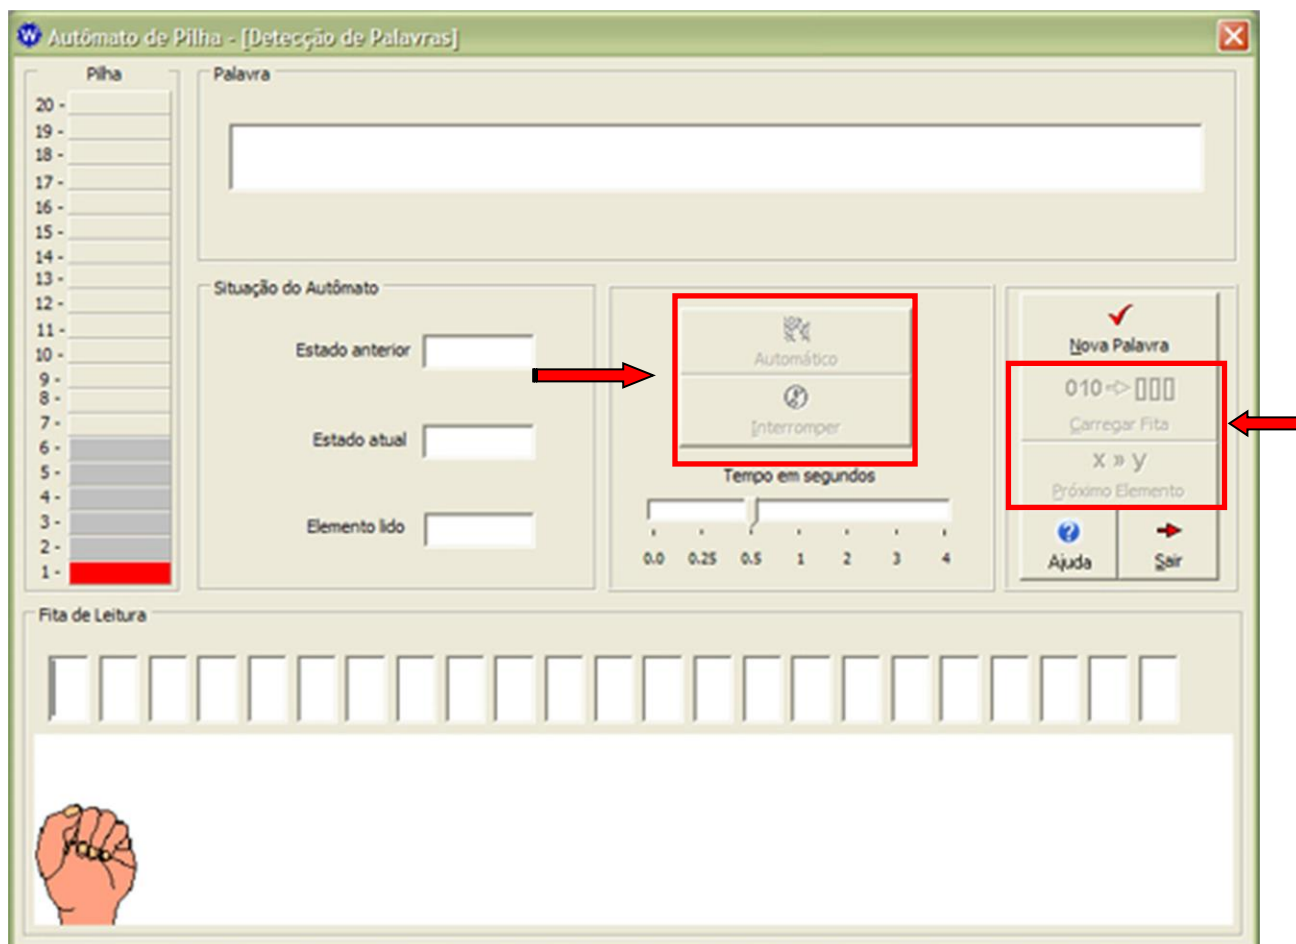 Autômato de Pilha - [Detecção de Palavras]
Pilha
20 -
19 -
18 -
17 -
16 -
15 -
14 -
13 -
12 -
11 -
10 -
9 -
8 -
7 -
6 -
5 -
4 -
3 -
2 -
1 -
Palavra
Situação do Autômato
Estado anterior
Estado atual
Elemento lido
Automático
Interromper
Tempo em segundos
0.0 0.25 0.5 1 2 3 4
Nova Palavra
010
Carregar Fita
x » y
Próximo Elemento
Ajuda
Sair
Fita de Leitura